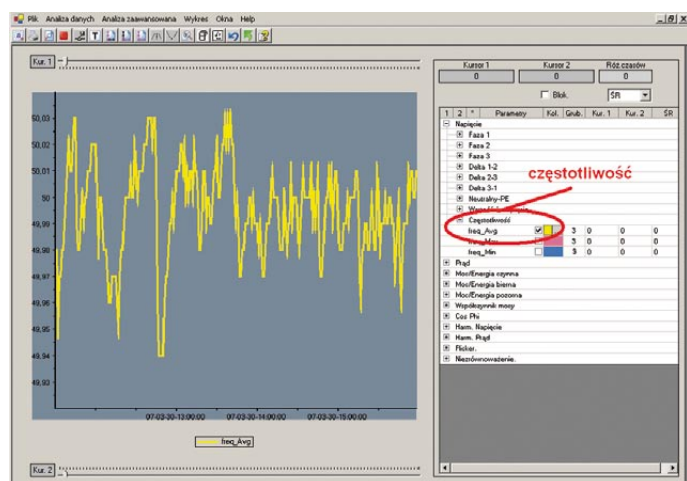 Plik Analiza danych Analiza zaawansowana Wykres Okna Help
Kur. 1
50,03
50,02
50,01
50
49,99
49,98
49,97
49,96
49,95
49,94
49,93
07-03-30-13:00:00 07-03-30-14:00:00 07-03-30-15:00:00
freq_Avg
Kur. 2
Kursor 1 Kursor 2 Róż.czasów
0 0 0
Blok. ŚR
1 2 * Parametry Kol. Grub. Kur. 1 Kur. 2 ŚR
Napięcie
Faza 1
Faza 2
Faza 3
Delta 1-2
Delta 2-3
Delta 3-1
częstotliwość
Neutralny-PE
Częstotliwość
freq_Avg 3 0 0 0
freq_Max 3 0 0 0
freq_Min 3 0 0 0
Prąd
Moc/Energia czynna
Moc/Energia bierna
Moc/Energia pozorna
Współczynnik mocy
Cos Phi
Harm. Napięcie
Harm. Prąd
Flicker.
Niezrównoważenie.